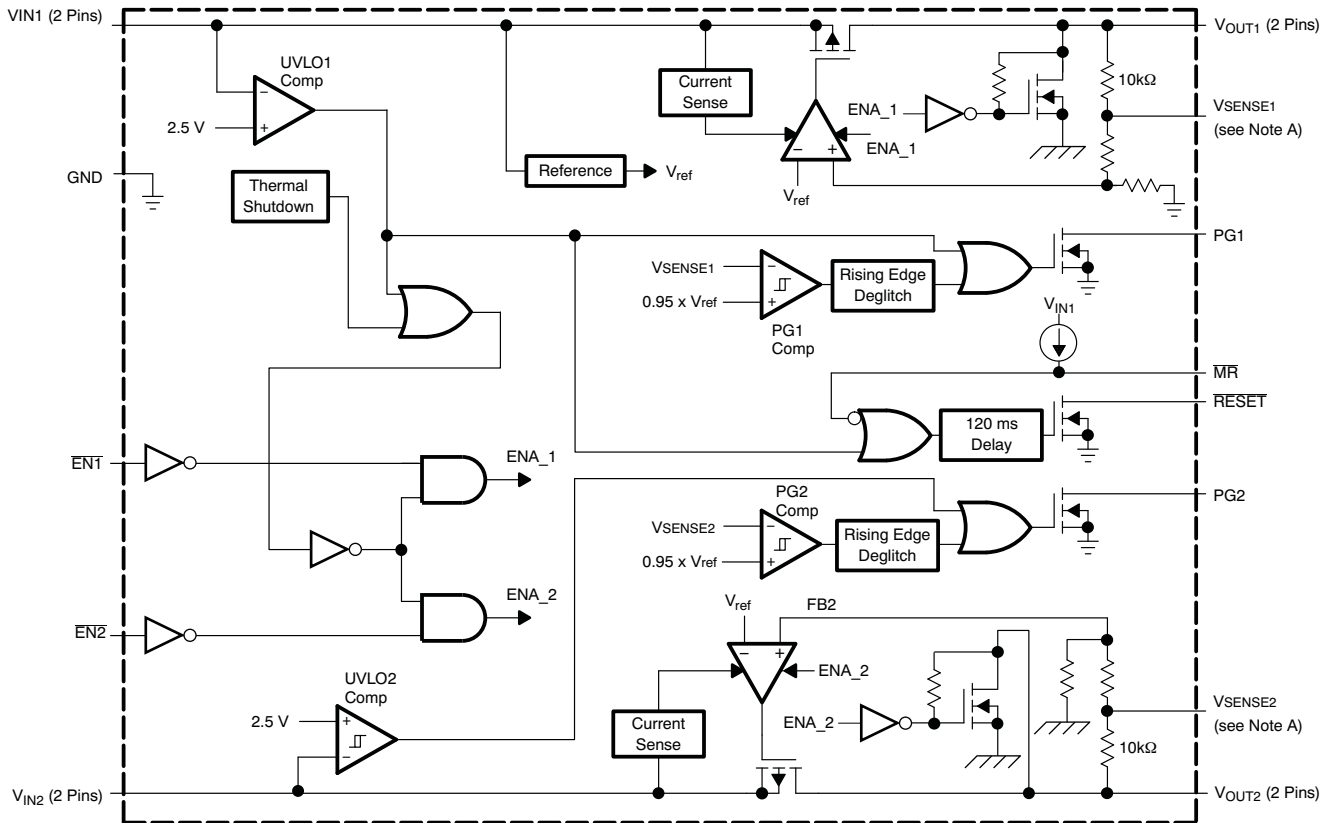 VIN1 (2 Pins)
VOUT1 (2 Pins)
UVLO1
Comp
Current
Sense
10kΩ
ENA_1
VSENSE1
(see Note A)
2.5 V
ENA_1
Reference
Vref
GND
Thermal
Shutdown
Vref
PG1
VSENSE1
Rising Edge
Deglitch
0.95 x Vref
PG1
Comp
VIN1
MR
RESET
120 ms
Delay
EN1
ENA_1
PG2
Comp
PG2
VSENSE2
Rising Edge
Deglitch
0.95 x Vref
ENA_2
Vref
FB2
EN2
ENA_2
UVLO2
Comp
VSENSE2
(see Note A)
2.5 V
Current
Sense
ENA_2
10kΩ
VIN2 (2 Pins)
VOUT2 (2 Pins)